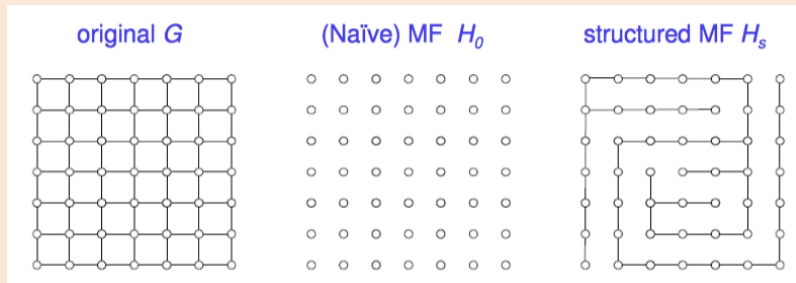 original G
(Naïve) MF H₀
structured MF Hₛ